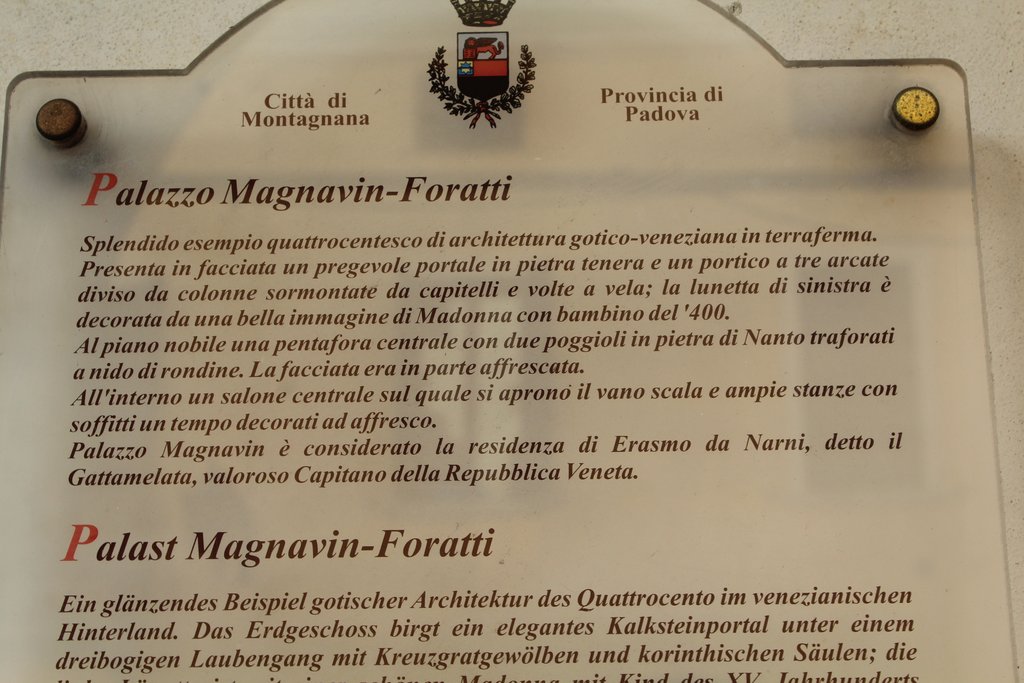 Città di
Montagnana
Provincia di
Padova
Palazzo Magnavin-Foratti
Splendido esempio quattrocentesco di architettura gotico-veneziana in terraferma.
Presenta in facciata un pregevole portale in pietra tenera e un portico a tre arcate
diviso da colonne sormontate da capitelli e volte a vela; la lunetta di sinistra è
decorata da una bella immagine di Madonna con bambino del '400.
Al piano nobile una pentafora centrale con due poggioli in pietra di Nanto traforati
a nido di rondine. La facciata era in parte affrescata.
All'interno un salone centrale sul quale si aprono il vano scala e ampie stanze con
soffitti un tempo decorati ad affresco.
Palazzo Magnavin è considerato la residenza di Erasmo da Narni, detto il
Gattamelata, valoroso Capitano della Repubblica Veneta.
Palast Magnavin-Foratti
Ein glänzendes Beispiel gotischer Architektur des Quattrocento im venezianischen
Hinterland. Das Erdgeschoss birgt ein elegantes Kalksteinportal unter einem
dreibogigen Laubengang mit Kreuzgratgewölben und korinthischen Säulen; die
schönen Madonna mit Kind des XV. Jahrhunderts